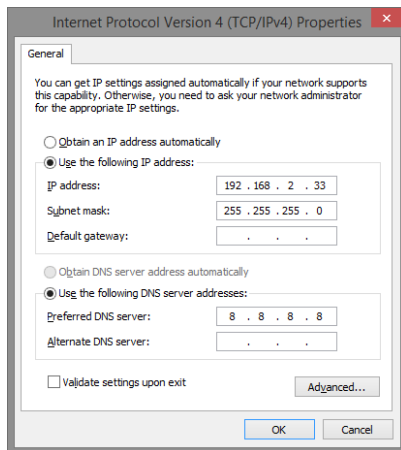 Internet Protocol Version 4 (TCP/IPv4) Properties
General
You can get IP settings assigned automatically if your network supports
this capability. Otherwise, you need to ask your network administrator
for the appropriate IP settings.
Obtain an IP address automatically
Use the following IP address:
IP address: 192 . 168 . 2 . 33
Subnet mask: 255 . 255 . 255 . 0
Default gateway: . . .
Obtain DNS server address automatically
Use the following DNS server addresses:
Preferred DNS server: 8 . 8 . 8 . 8
Alternate DNS server: . . .
Validate settings upon exit
Advanced...
OK Cancel